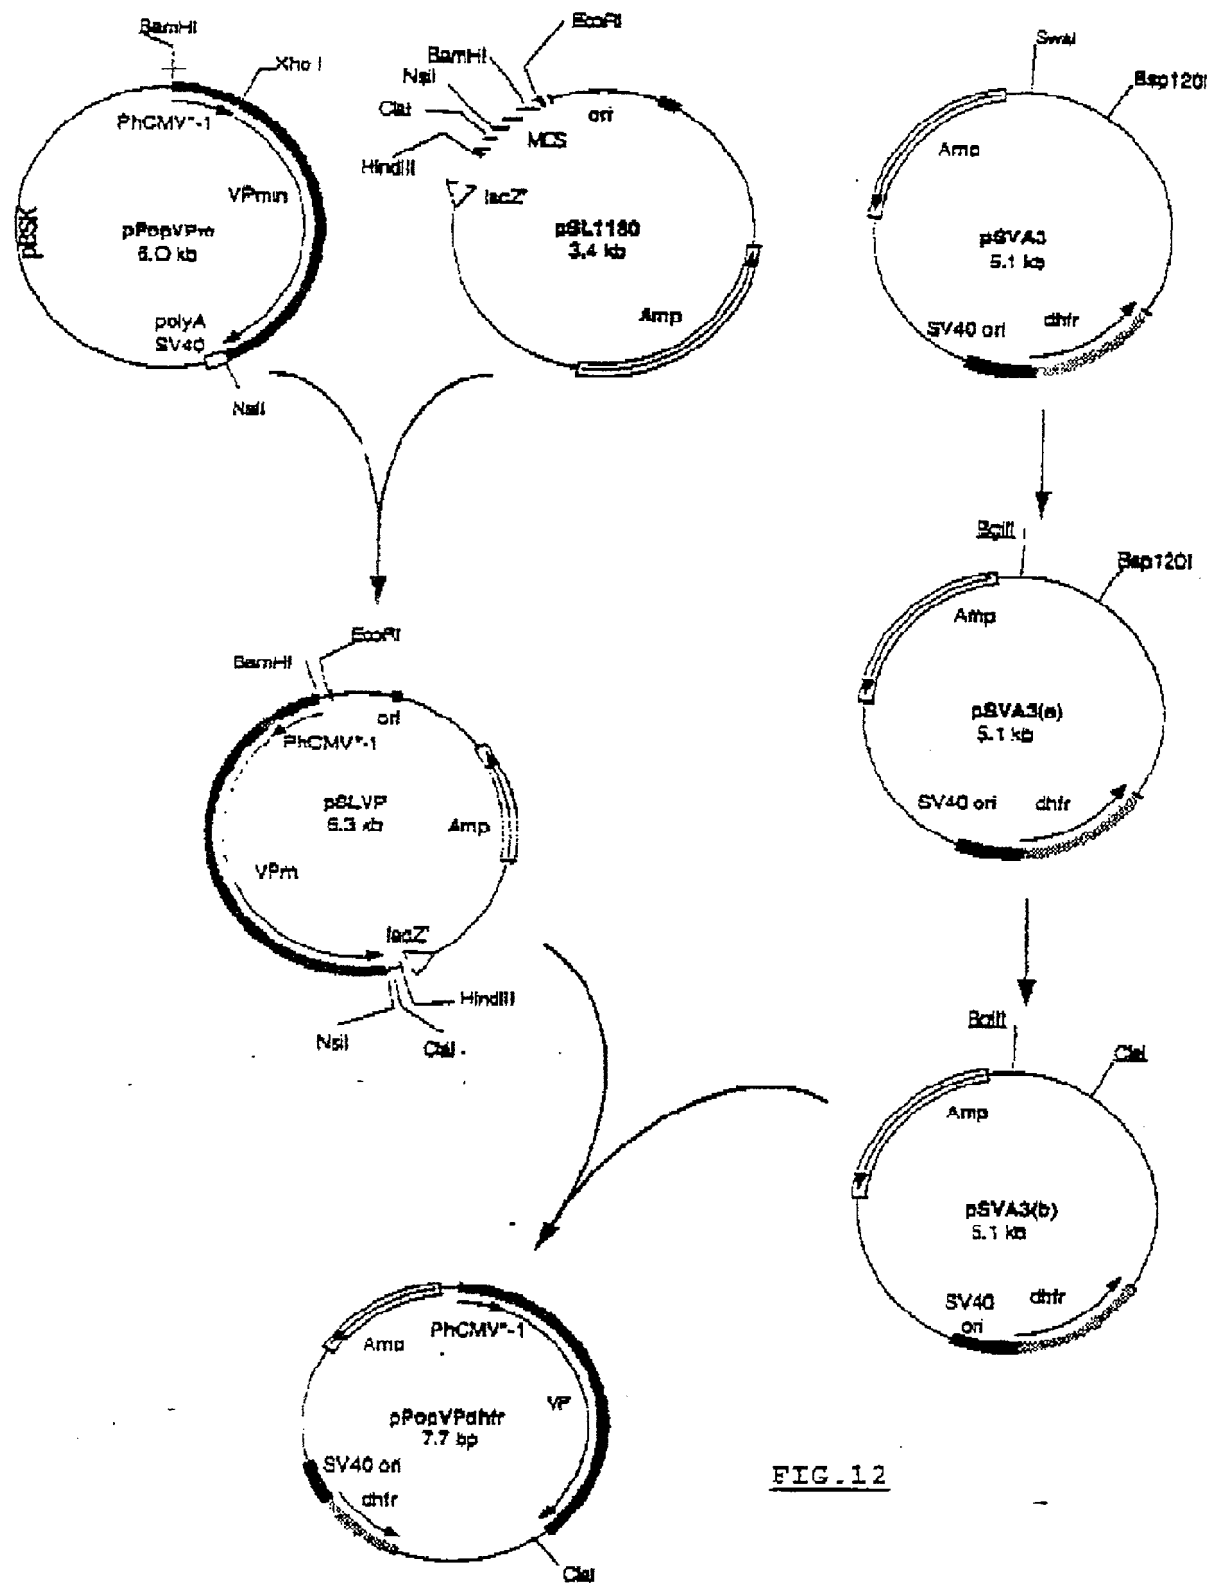 BamHI
Xho I
PhCMV*-1
VPmin
pBSK
pPopVPm
6.0 kb
polyA
SV40
NsiI
EcoRI
BamHI
NsiI
ClaI
HindIII
MCS
ori
lacZ'
pSL1180
3.4 kb
Amp
SwaI
Bsp120I
Amp
pSVA3
5.1 kb
SV40 ori
dhfr
BglII
Bsp120I
Amp
pSVA3(a)
5.1 kb
SV40 ori
dhfr
EcoRI
BamHI
ori
PhCMV*-1
pSLVP
6.3 kb
Amp
VPm
lacZ'
HindIII
NsiI
ClaI
BglII
ClaI
Amp
pSVA3(b)
5.1 kb
SV40
ori
dhfr
Amp
PhCMV*-1
VP
pPopVPdhfr
7.7 bp
SV40 ori
dhfr
ClaI
FIG.12